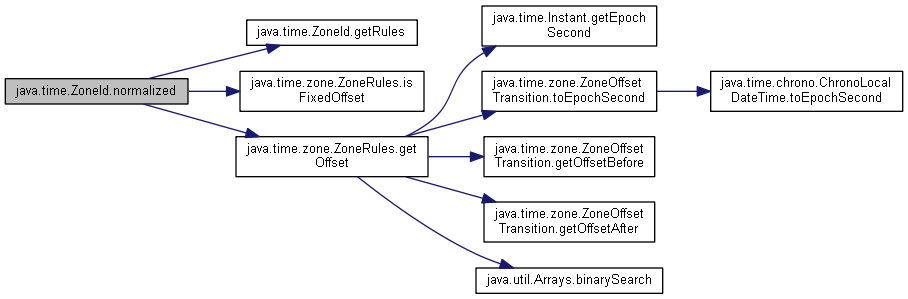 java.time.ZoneId.normalized
java.time.ZoneId.getRules
java.time.zone.ZoneRules.is
FixedOffset
java.time.zone.ZoneRules.get
Offset
java.time.Instant.getEpoch
Second
java.time.zone.ZoneOffset
Transition.toEpochSecond
java.time.zone.ZoneOffset
Transition.getOffsetBefore
java.time.zone.ZoneOffset
Transition.getOffsetAfter
java.util.Arrays.binarySearch
java.time.chrono.ChronoLocal
DateTime.toEpochSecond